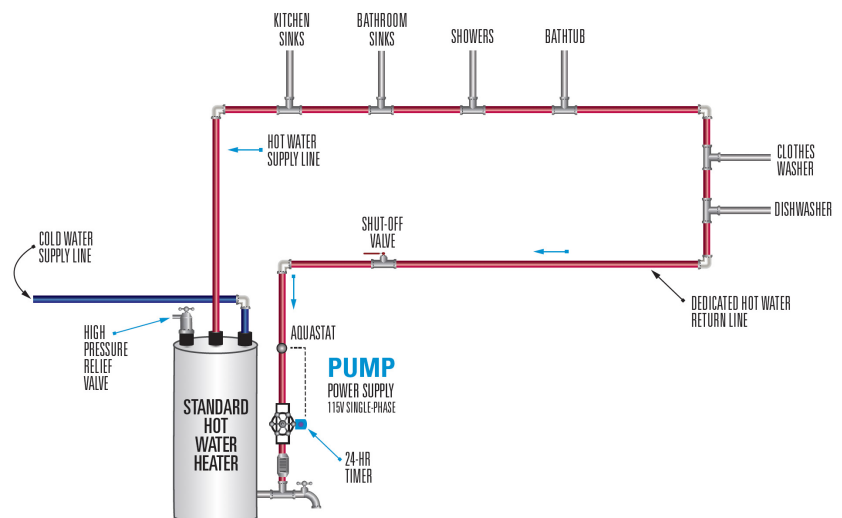 KITCHEN
SINKS
BATHROOM
SINKS
SHOWERS
BATHTUB
HOT WATER
SUPPLY LINE
CLOTHES
WASHER
DISHWASHER
SHUT-OFF
VALVE
COLD WATER
SUPPLY LINE
DEDICATED HOT WATER
RETURN LINE
HIGH
PRESSURE
RELIEF
VALVE
AQUASTAT
PUMP
POWER SUPPLY
115V SINGLE-PHASE
STANDARD
HOT
WATER
HEATER
24-HR
TIMER